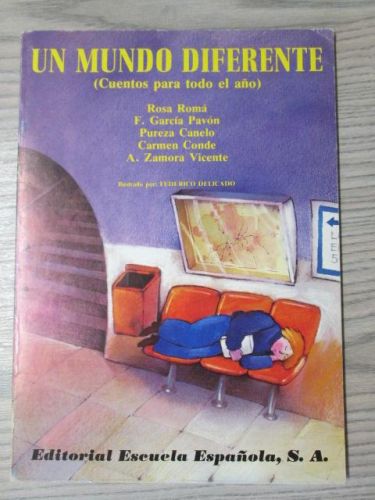 UN MUNDO DIFERENTE
(Cuentos para todo el año)
Rosa Romá
F. García Pavón
Pureza Canelo
Carmen Conde
A. Zamora Vicente
Ilustrado por: FEDERICO DELICADO
Editorial Escuela Española, S. A.